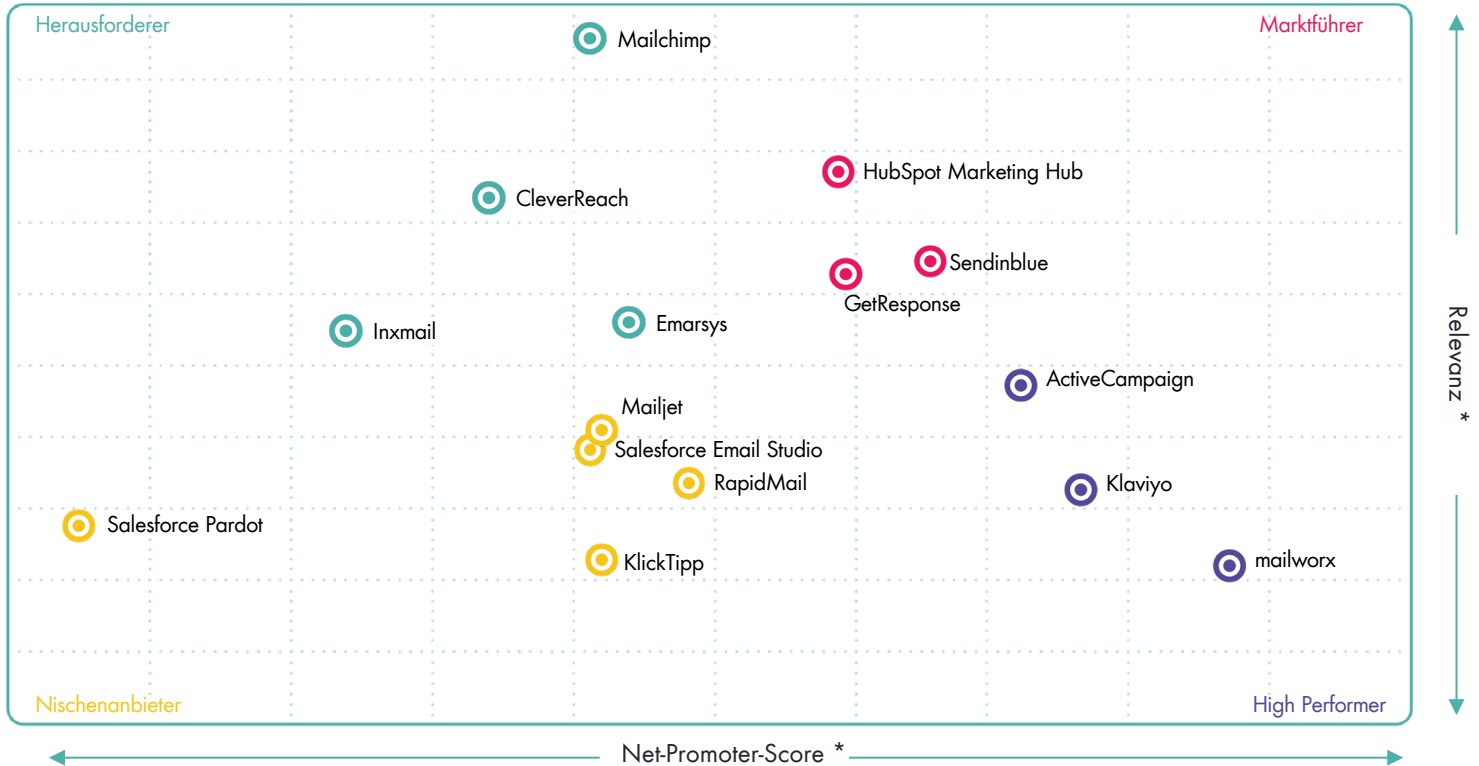 Herausforderer
Marktführer
Mailchimp
HubSpot Marketing Hub
CleverReach
Sendinblue
GetResponse
Emarsys
Inxmail
ActiveCampaign
Mailjet
Salesforce Email Studio
RapidMail
Klaviyo
Salesforce Pardot
KlickTipp
mailworx
Nischenanbieter
High Performer
Relevanz *
Net-Promoter-Score *